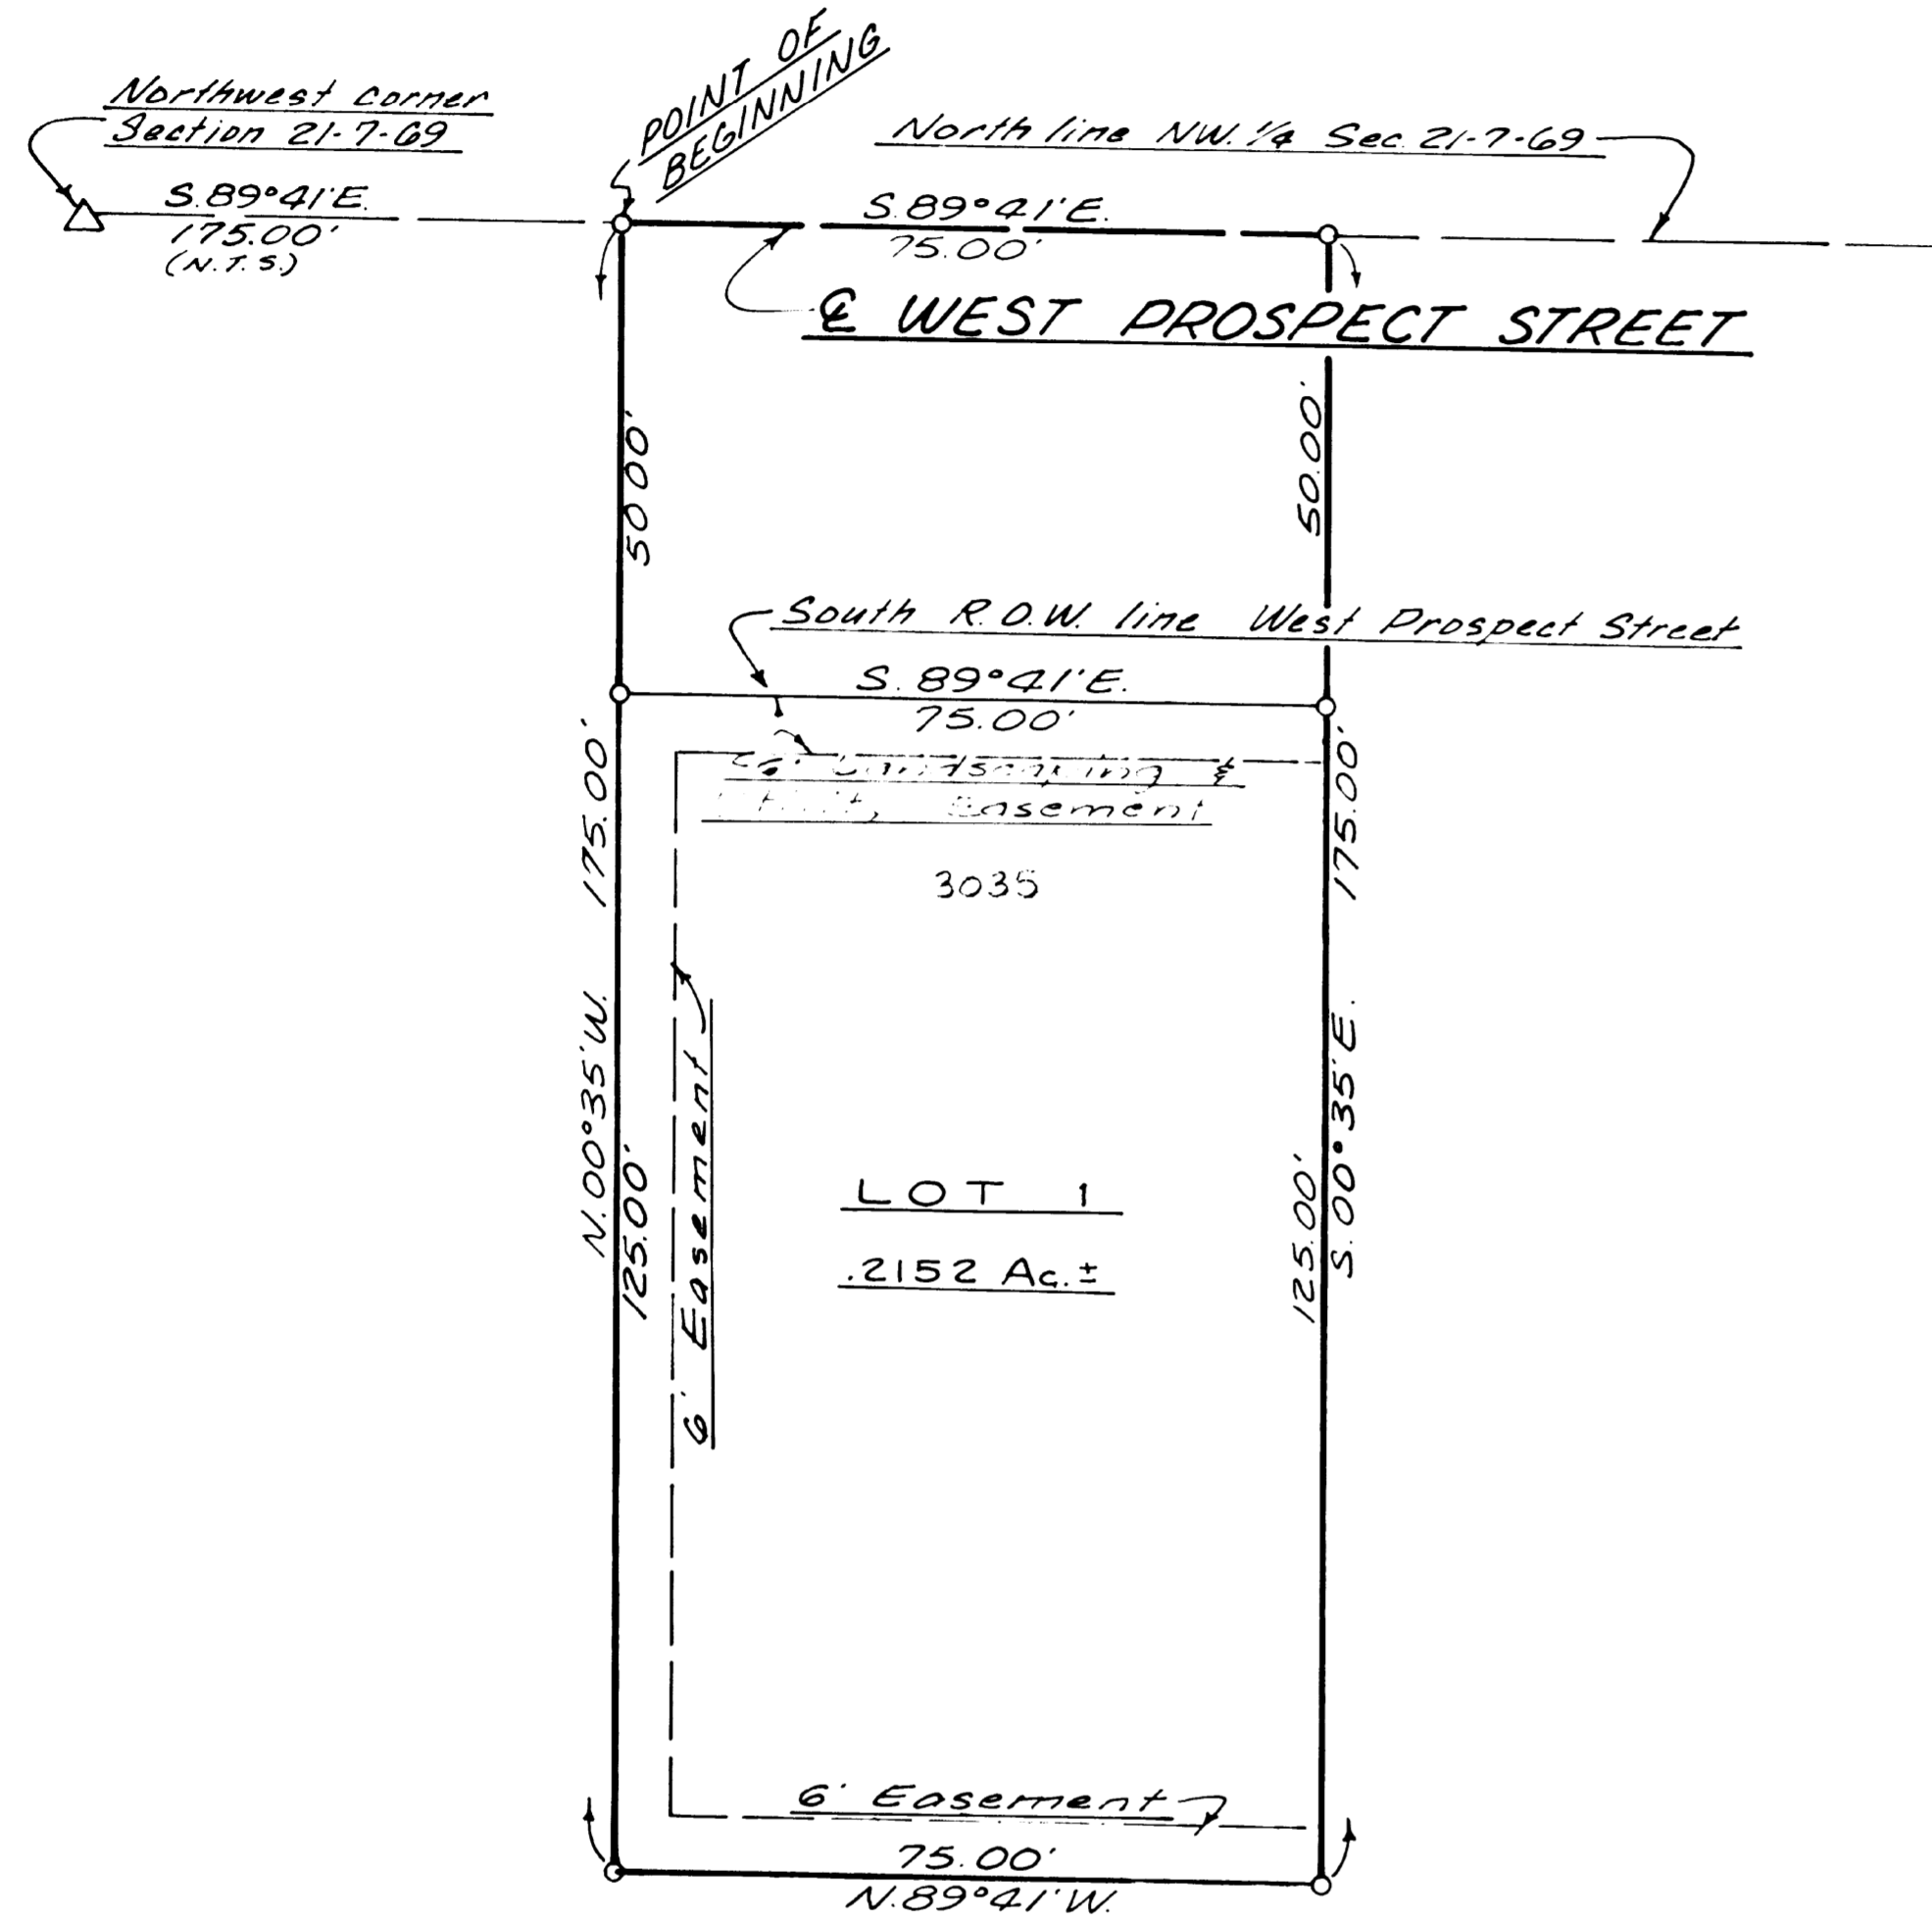 POINT OF
BEGINNING
Northwest Corner
Section 21-7-69
North line NW. 1/4 Sec. 21-7-69
S.89°41'E.
175.00'
(N.T.S.)
S.89°41'E.
75.00'
℄ WEST PROSPECT STREET
50.00'
50.00'
South R.O.W. line West Prospect Street
S. 89°41'E.
75.00'
6' Landscaping &
Utility Easement
3035
N.00°35'W. 175.00'
125.00'
6' Easement
LOT 1
.2152 Ac.±
125.00'
S.00°35'E. 175.00'
6' Easement
75.00'
N.89°41'W.